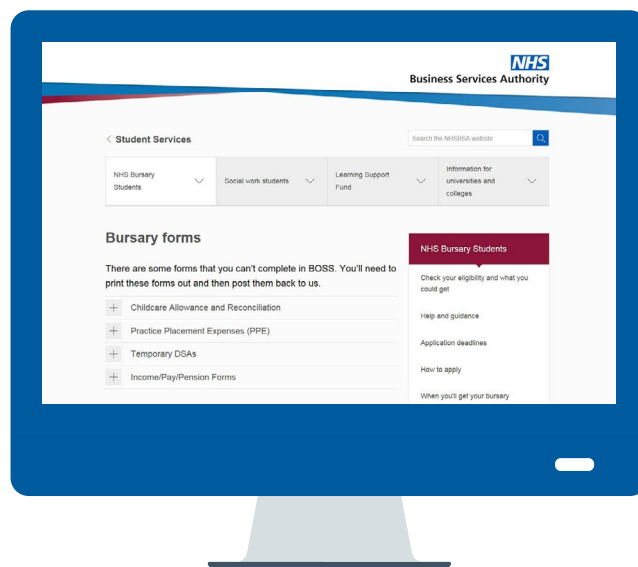 NHS
Business Services Authority
< Student Services
Search the NHSBSA website
NHS Bursary
Students
Social work students
Learning Support
Fund
Information for
universities and
colleges
Bursary forms
There are some forms that you can't complete in BOSS. You'll need to
print these forms out and then post them back to us.
+ Childcare Allowance and Reconciliation
+ Practice Placement Expenses (PPE)
+ Temporary DSAs
+ Income/Pay/Pension Forms
NHS Bursary Students
Check your eligibility and what you
could get
Help and guidance
Application deadlines
How to apply
When you'll get your bursary